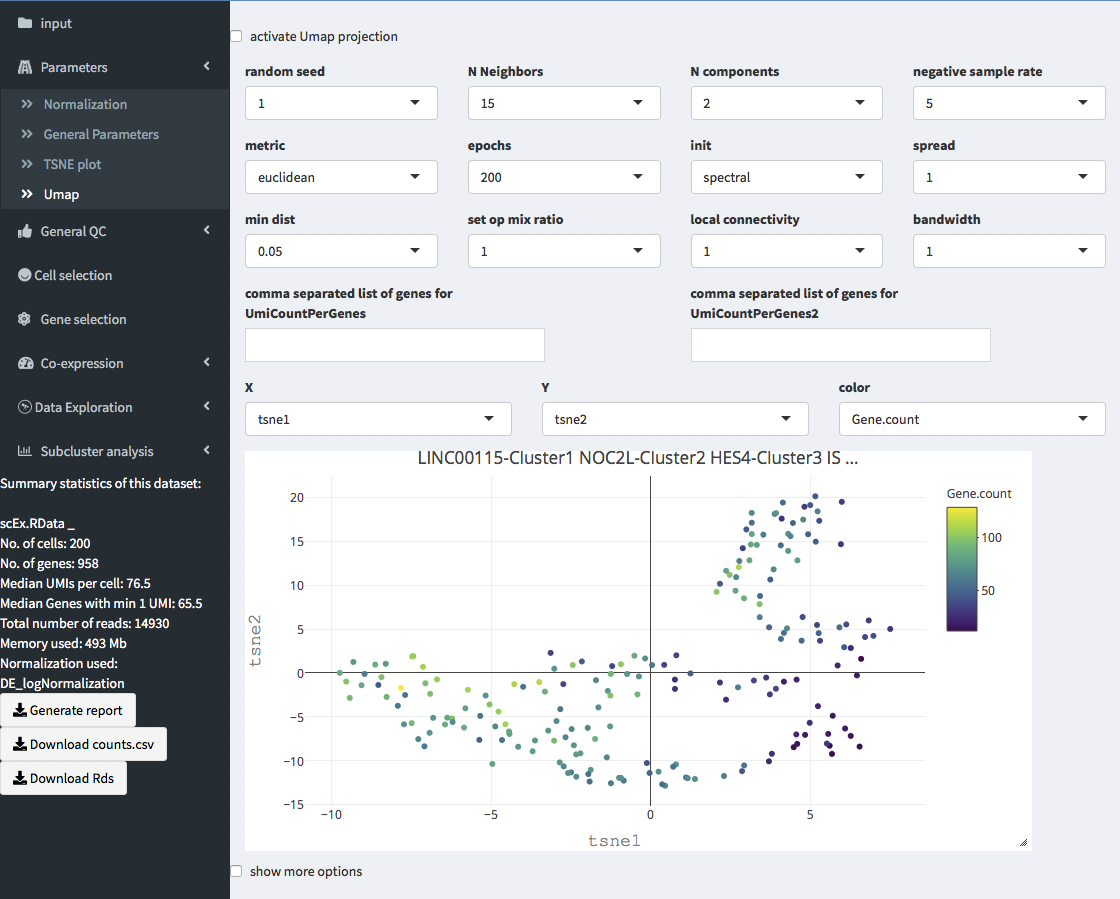 input
Parameters
Normalization
General Parameters
TSNE plot
Umap
General QC
Cell selection
Gene selection
Co-expression
Data Exploration
Subcluster analysis
Summary statistics of this dataset:
scEx.RData _
No. of cells: 200
No. of genes: 958
Median UMIs per cell: 76.5
Median Genes with min 1 UMI: 65.5
Total number of reads: 14930
Memory used: 493 Mb
Normalization used:
DE_logNormalization
Generate report
Download counts.csv
Download Rds
activate Umap projection
random seed N Neighbors N components negative sample rate
1 15 2 5
metric epochs init spread
euclidean 200 spectral 1
min dist set op mix ratio local connectivity bandwidth
0.05 1 1 1
comma separated list of genes for comma separated list of genes for
UmiCountPerGenes UmiCountPerGenes2
X Y color
tsne1 tsne2 Gene.count
LINC00115-Cluster1 NOC2L-Cluster2 HES4-Cluster3 IS ...
Gene.count
100
50
20
15
10
5
0
−5
−10
−15
tsne2
−10 −5 0 5
tsne1
show more options